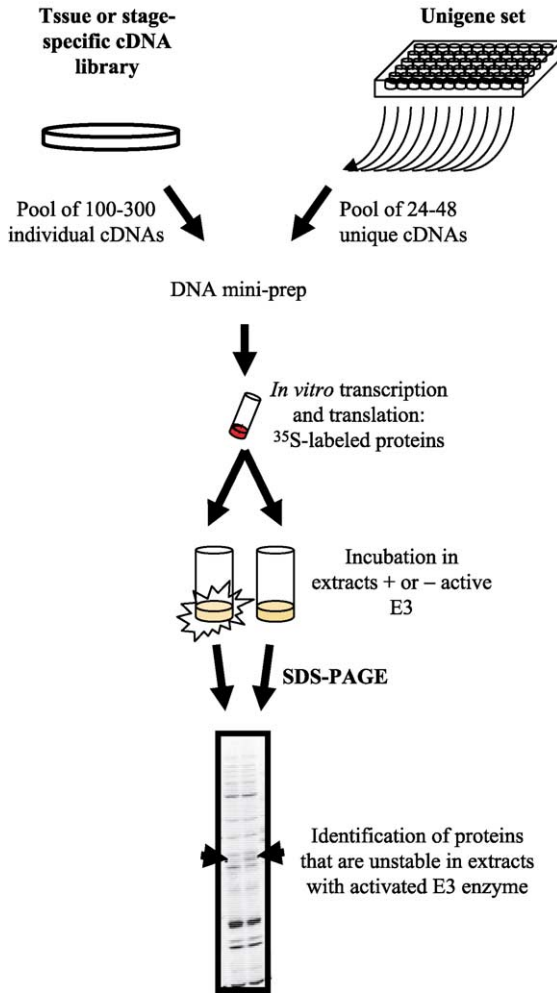 Tssue or stage-
specific cDNA
library
Unigene set
Pool of 100-300
individual cDNAs
Pool of 24-48
unique cDNAs
DNA mini-prep
In vitro transcription
and translation:
³⁵S-labeled proteins
Incubation in
extracts + or – active
E3
SDS-PAGE
Identification of proteins
that are unstable in extracts
with activated E3 enzyme